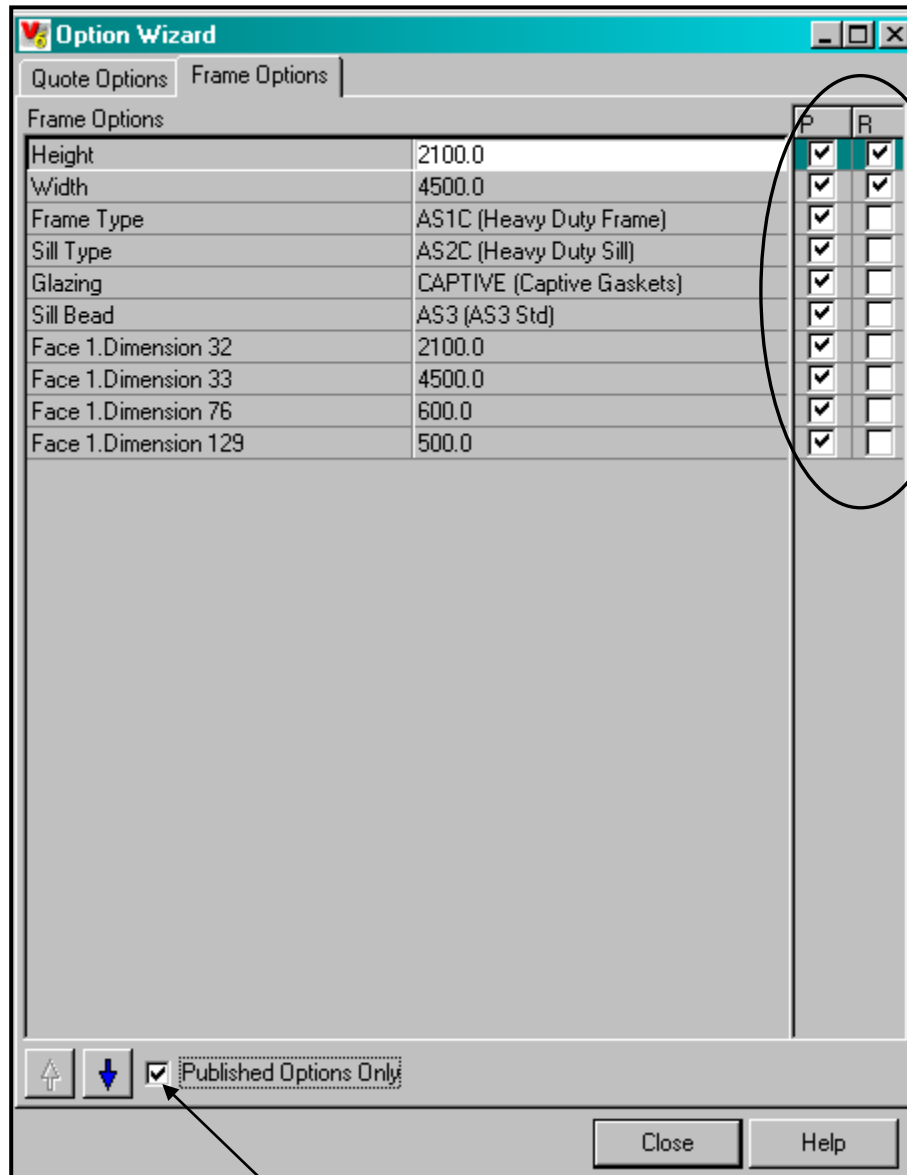 Option Wizard
Quote Options Frame Options
Frame Options P R
Height 2100.0
Width 4500.0
Frame Type AS1C (Heavy Duty Frame)
Sill Type AS2C (Heavy Duty Sill)
Glazing CAPTIVE (Captive Gaskets)
Sill Bead AS3 (AS3 Std)
Face 1.Dimension 32 2100.0
Face 1.Dimension 33 4500.0
Face 1.Dimension 76 600.0
Face 1.Dimension 129 500.0
Published Options Only
Close Help